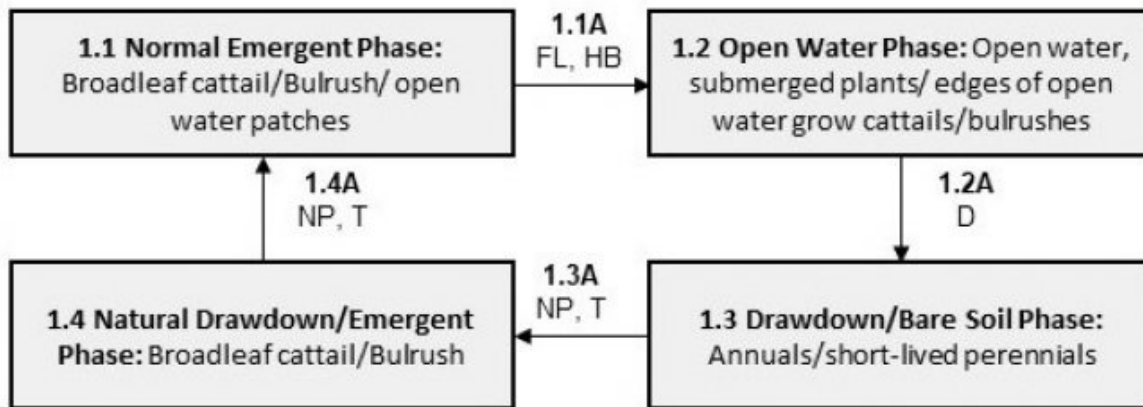 1.1 Normal Emergent Phase:
Broadleaf cattail/Bulrush/ open
water patches
1.1A
FL, HB
1.2 Open Water Phase: Open water,
submerged plants/ edges of open
water grow cattails/bulrushes
1.4A
NP, T
1.2A
D
1.4 Natural Drawdown/Emergent
Phase: Broadleaf cattail/Bulrush
1.3A
NP, T
1.3 Drawdown/Bare Soil Phase:
Annuals/short-lived perennials